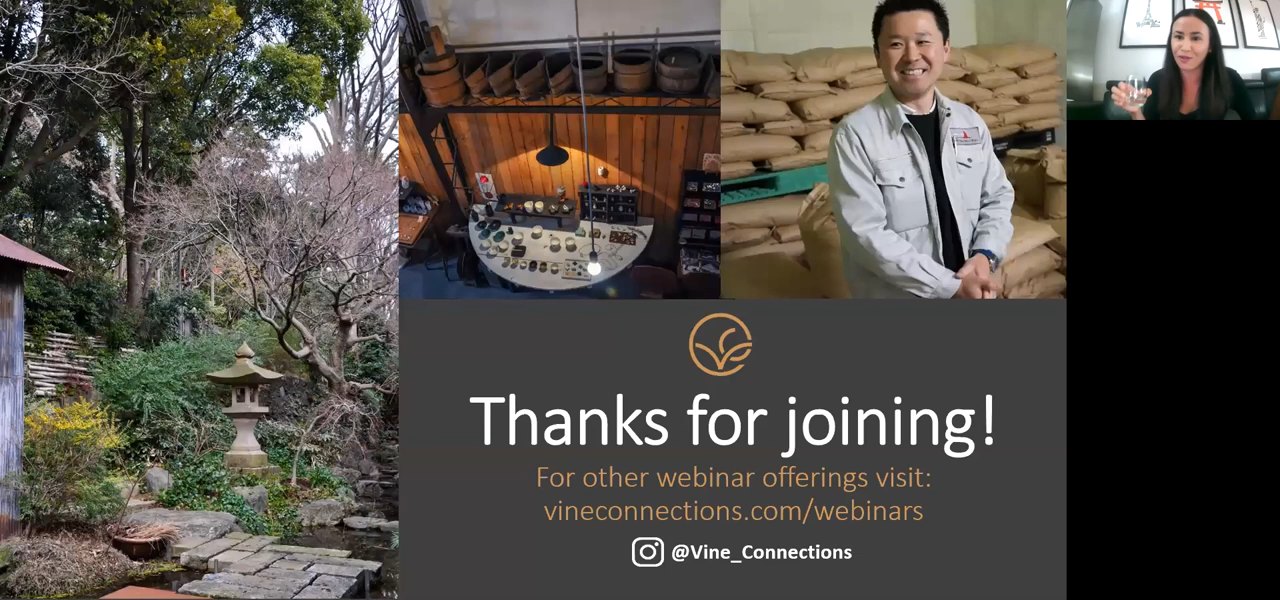 Thanks for joining!
For other webinar offerings visit:
vineconnections.com/webinars
@Vine_Connections